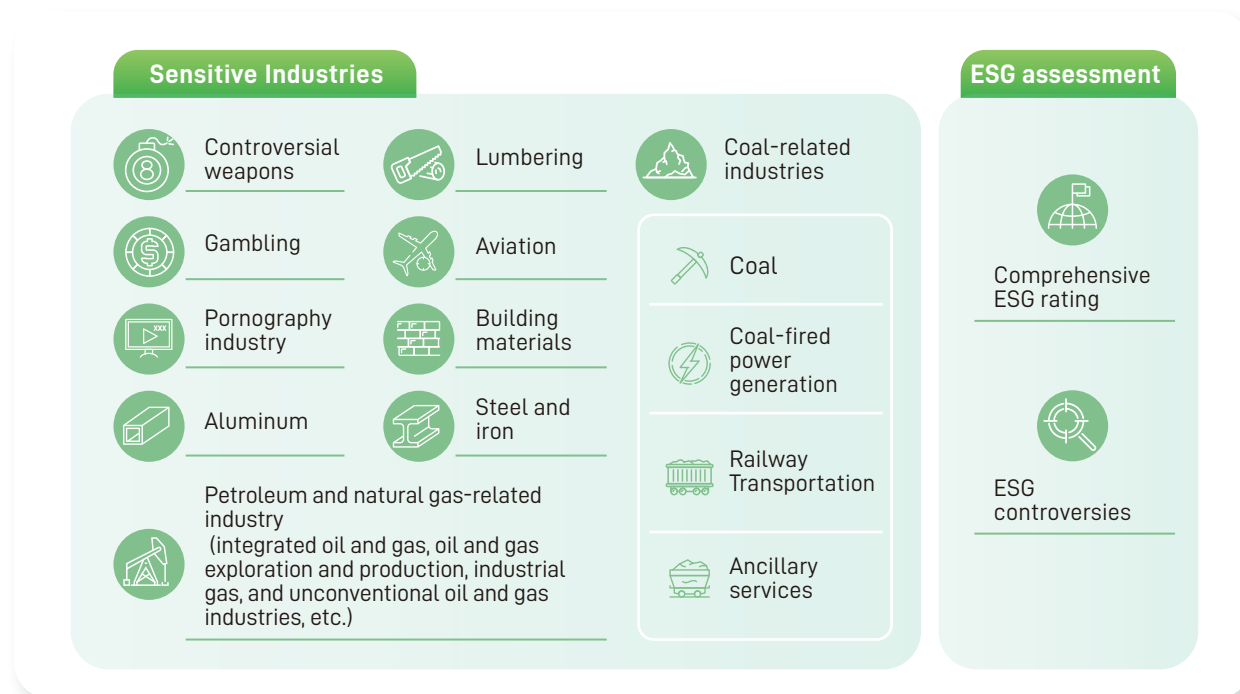 Sensitive Industries
Controversial
weapons
Gambling
Pornography
industry
XXX
Aluminum
Lumbering
Aviation
Building
materials
Steel and
iron
Petroleum and natural gas-related
industry
(integrated oil and gas, oil and gas
exploration and production, industrial
gas, and unconventional oil and gas
industries, etc.)
Coal-related
industries
Coal
Coal-fired
power
generation
Railway
Transportation
Ancillary
services
ESG assessment
Comprehensive
ESG rating
ESG
controversies
8
$